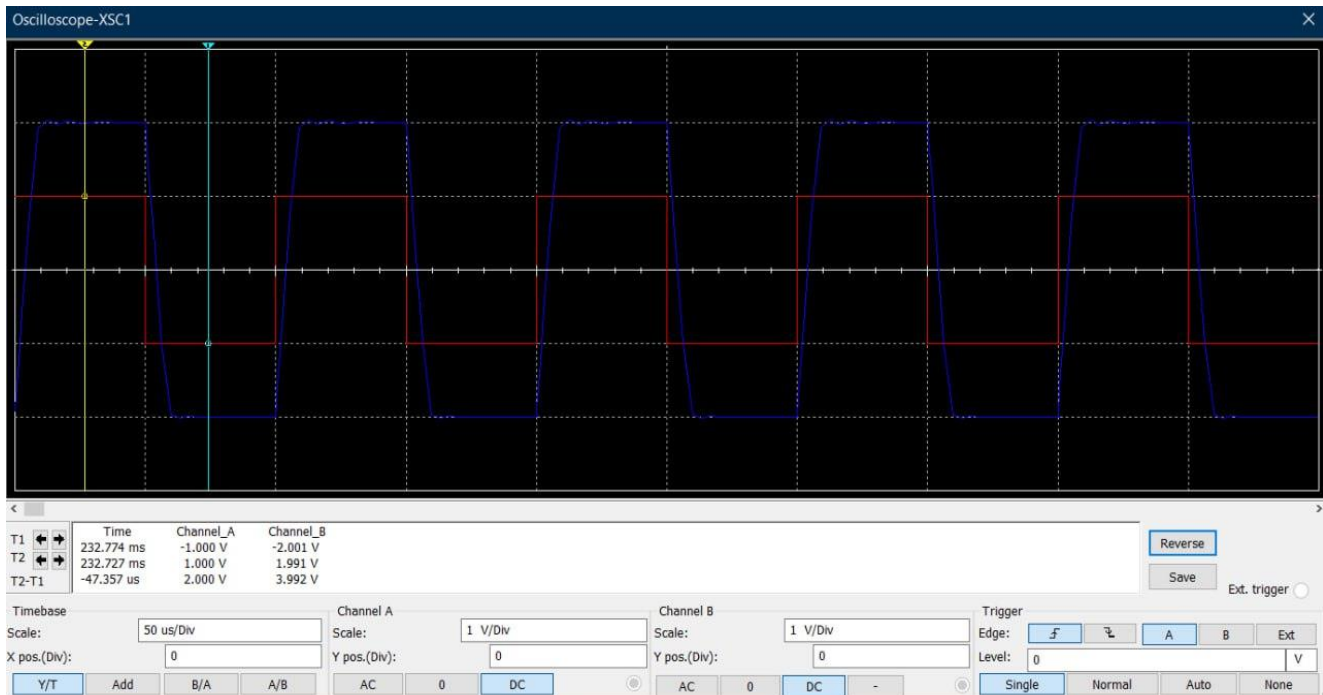 Oscilloscope-XSC1
2
1
Time Channel_A Channel_B
T1 232.774 ms -1.000 V -2.001 V
T2 232.727 ms 1.000 V 1.991 V
T2-T1 -47.357 us 2.000 V 3.992 V
Reverse
Save
Ext. trigger
Timebase Channel A Channel B Trigger
Scale: 50 us/Div Scale: 1 V/Div Scale: 1 V/Div Edge: A B Ext
X pos.(Div): 0 Y pos.(Div): 0 Y pos.(Div): 0 Level: 0 V
Y/T Add B/A A/B AC 0 DC AC 0 DC - Single Normal Auto None